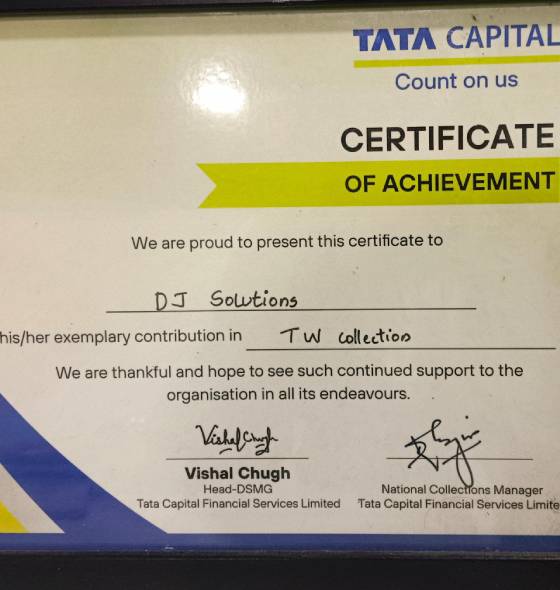 TATA CAPITAL
Count on us
CERTIFICATE
OF ACHIEVEMENT
We are proud to present this certificate to
DJ Solutions
his/her exemplary contribution in TW collection
We are thankful and hope to see such continued support to the
organisation in all its endeavours.
Vishal Chugh
Vishal Chugh
Head-DSMG
National Collections Manager
Tata Capital Financial Services Limited
Tata Capital Financial Services Limite